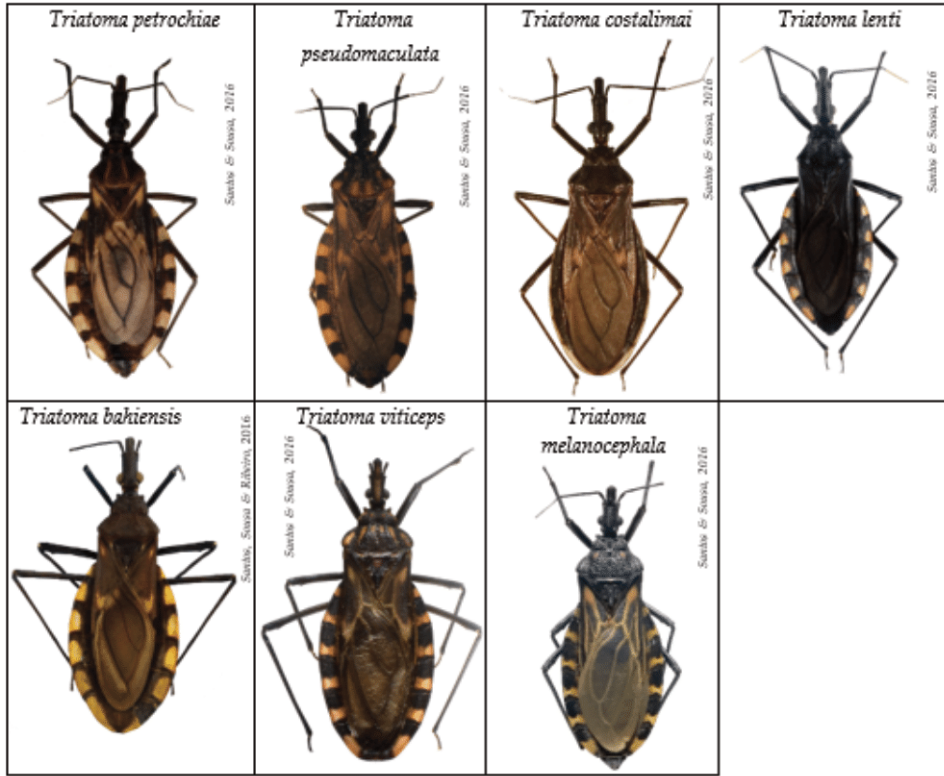 Triatoma petrochiae
Santos & Sousa, 2016
Triatoma
pseudomaculata
Santos & Sousa, 2016
Triatoma costalimai
Santos & Sousa, 2016
Triatoma lenti
Santos & Sousa, 2016
Triatoma bahiensis
Santos, Sousa & Ribeiro, 2016
Triatoma viticeps
Santos & Sousa, 2016
Triatoma
melanocephala
Santos & Sousa, 2016